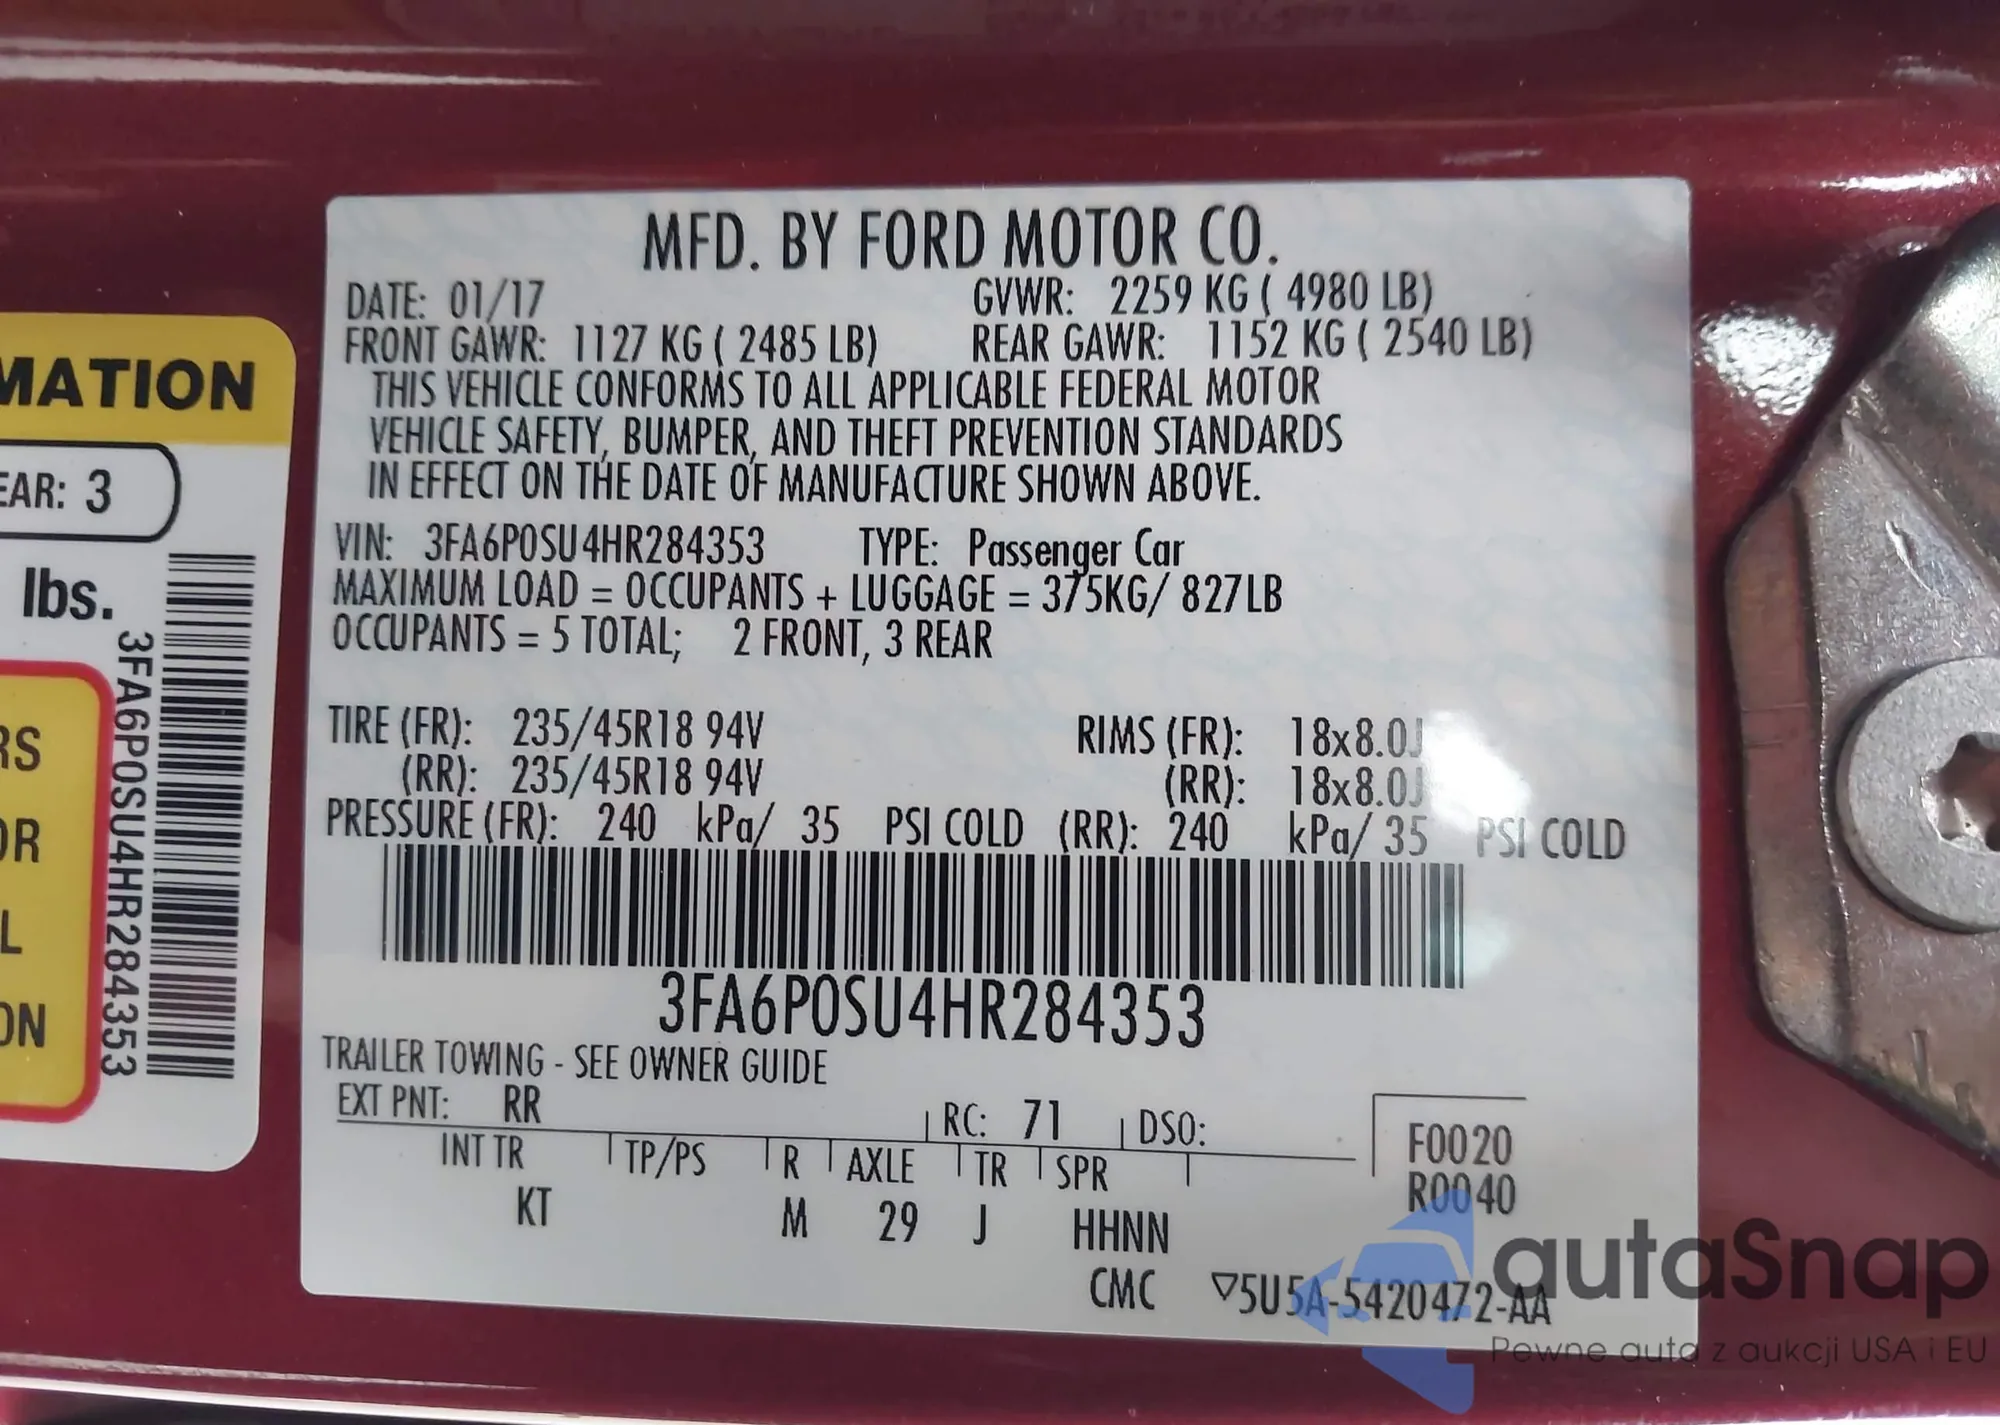 MATION
EAR: 3
lbs.
RS
OR
L
ON
3FA6P0SU4HR284353
MFD. BY FORD MOTOR CO.
DATE: 01/17 GVWR: 2259 KG ( 4980 LB)
FRONT GAWR: 1127 KG ( 2485 LB) REAR GAWR: 1152 KG ( 2540 LB)
THIS VEHICLE CONFORMS TO ALL APPLICABLE FEDERAL MOTOR
VEHICLE SAFETY, BUMPER, AND THEFT PREVENTION STANDARDS
IN EFFECT ON THE DATE OF MANUFACTURE SHOWN ABOVE.
VIN: 3FA6P0SU4HR284353 TYPE: Passenger Car
MAXIMUM LOAD = OCCUPANTS + LUGGAGE = 375KG/ 827LB
OCCUPANTS = 5 TOTAL; 2 FRONT, 3 REAR
TIRE (FR): 235/45R18 94V RIMS (FR): 18x8.0J
(RR): 235/45R18 94V (RR): 18x8.0J
PRESSURE (FR): 240 kPa/ 35 PSI COLD (RR): 240 kPa/ 35 PSI COLD
3FA6P0SU4HR284353
TRAILER TOWING - SEE OWNER GUIDE
EXT PNT: RR RC: 71 DSO:
INT TR TP/PS R AXLE TR SPR
KT M 29 J HHNN
F0020
R0040
CMC ▽5U5A-5420472-AA
autaSnap
Pewne auta z aukcji USA i EU